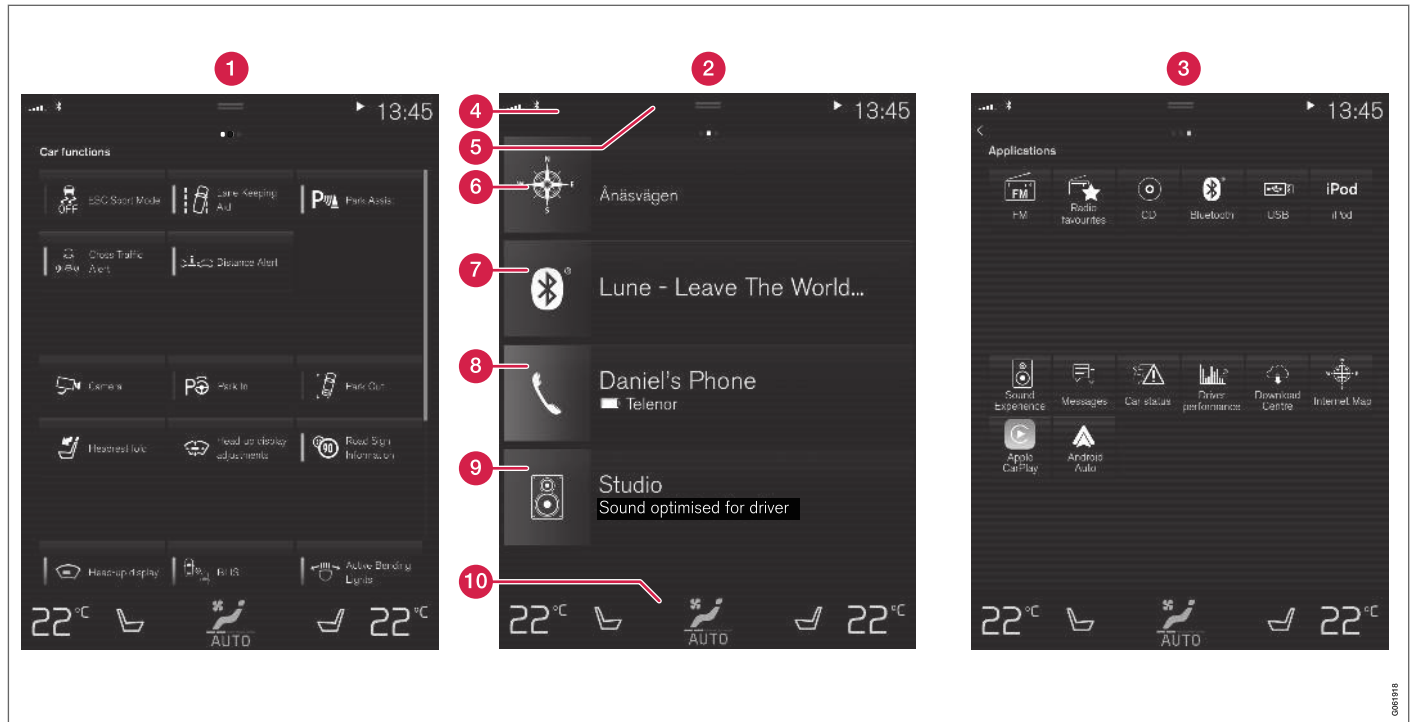 1
2
3
13:45
Car functions
ESC Sport Mode
OFF
Lane Keeping
Aid
Park Assist
Cross Traffic
Alert
Distance Alert
Camera
Park In
Park Out
Headrest fold
Head-up display
adjustments
90
Road Sign
Information
Head-up display
BLIS
Active Bending
Lights
22°C
AUTO
22°C
4
13:45
5
6
N
W
E
S
Ånäsvägen
7
Lune - Leave The World...
8
Daniel's Phone
Telenor
9
Studio
Sound optimised for driver
10
22°C
AUTO
22°C
13:45
Applications
FM
FM
Radio
favourites
CD
Bluetooth
USB
iPod
iPod
Sound
Experience
Messages
Car status
Driver
performance
Download
Centre
Internet Map
Apple
CarPlay
Android
Auto
22°C
AUTO
22°C
G061918